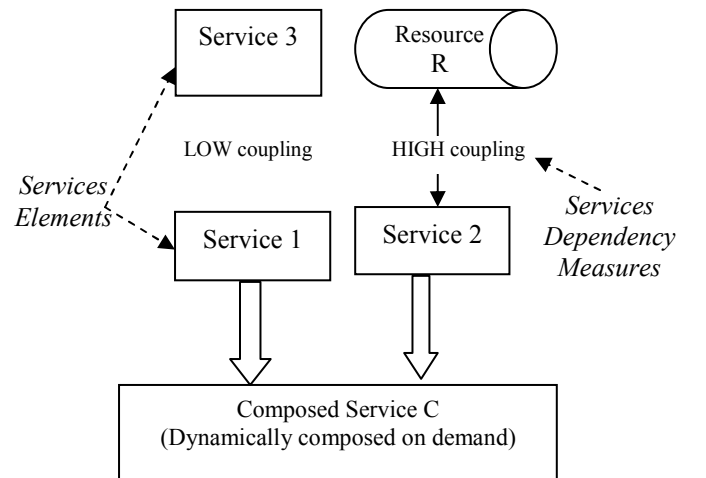 Service 3
Resource
R
LOW coupling
HIGH coupling
Services
Elements
Services
Dependency
Measures
Service 1
Service 2
Composed Service C
(Dynamically composed on demand)